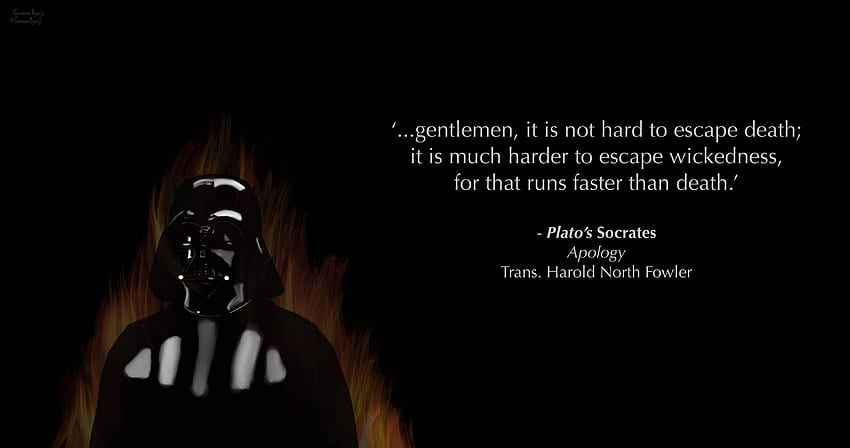 ‘...gentlemen, it is not hard to escape death;
it is much harder to escape wickedness,
for that runs faster than death.’
- Plato’s Socrates
Apology
Trans. Harold North Fowler